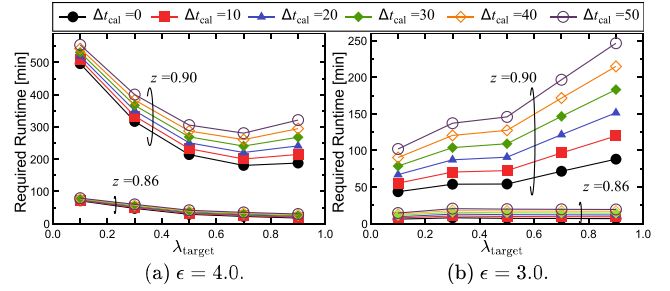 Δt_cal =0 Δt_cal =10 Δt_cal =20 Δt_cal =30 Δt_cal =40 Δt_cal =50
Required Runtime [min]
500
400
300
200
100
0
0.0 0.2 0.4 0.6 0.8 1.0
z = 0.90
z = 0.86
λ_target
(a) ϵ = 4.0.
Required Runtime [min]
250
200
150
100
50
0
0.0 0.2 0.4 0.6 0.8 1.0
z = 0.90
z = 0.86
λ_target
(b) ϵ = 3.0.